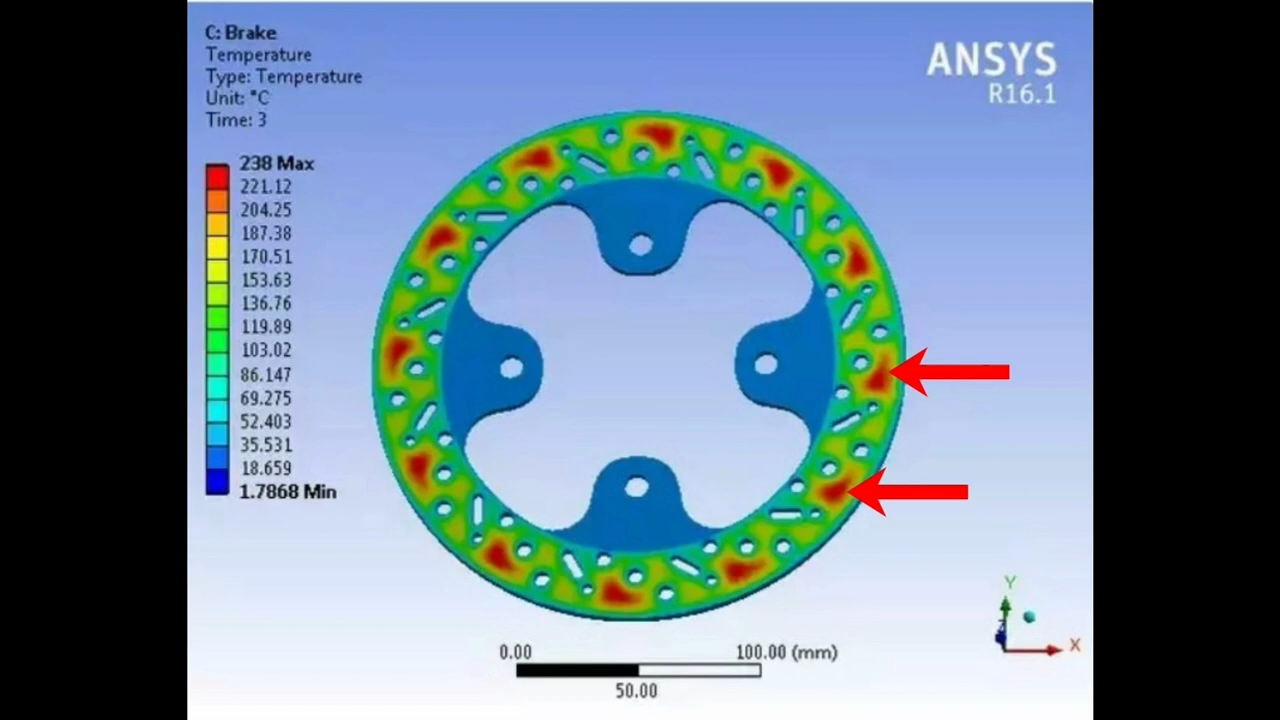 C: Brake
Temperature
Type: Temperature
Unit: °C
Time: 3
238 Max
221.12
204.25
187.38
170.51
153.63
136.76
119.89
103.02
86.147
69.275
52.403
35.531
18.659
1.7868 Min
ANSYS
R16.1
0.00
100.00 (mm)
50.00
Y
Z
X